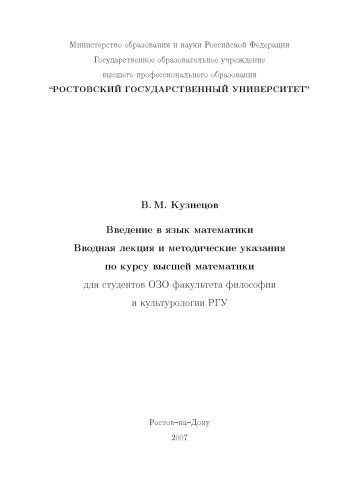 Министерство образования и науки Российской Федерации
Государственное образовательное учреждение
высшего профессионального образования
“РОСТОВСКИЙ ГОСУДАРСТВЕННЫЙ УНИВЕРСИТЕТ”
В. М. Кузнецов
Введение в язык математики
Вводная лекция и методические указания
по курсу высшей математики
для студентов ОЗО факультета философии
и культурологии РГУ
Ростов–на–Дону
2007